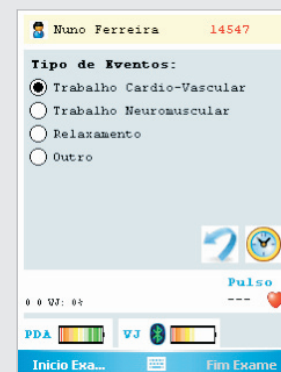 Nuno Ferreira 14547
Tipo de Eventos:
Trabalho Cardio-Vascular
Trabalho Neuromuscular
Relaxamento
Outro
Pulso
0 0 VJ: 0% ---
PDA VJ
Inicio Exa... Fim Exame